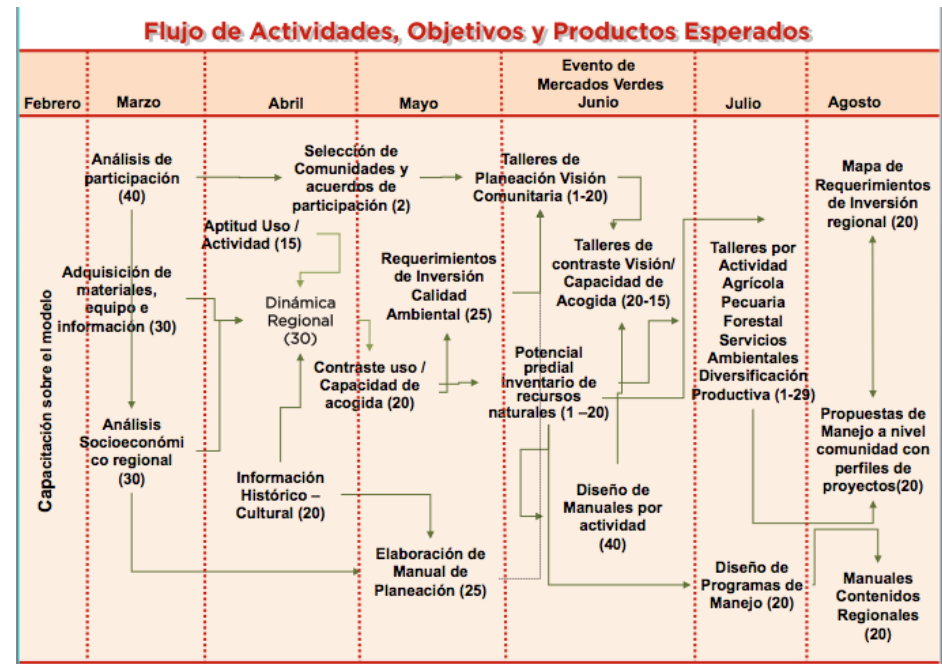 Flujo de Actividades, Objetivos y Productos Esperados
Febrero
Marzo
Abril
Mayo
Evento de
Mercados Verdes
Junio
Julio
Agosto
Capacitación sobre el modelo
Análisis de
participación
(40)
Adquisición de
materiales,
equipo e
información (30)
Análisis
Socioeconómi
co regional
(30)
Selección de
Comunidades y
acuerdos de
participación (2)
Aptitud Uso /
Actividad (15)
Dinámica
Regional
(30)
Contraste uso /
Capacidad de
acogida (20)
Información
Histórico –
Cultural (20)
Requerimientos
de Inversión
Calidad
Ambiental (25)
Elaboración de
Manual de
Planeación (25)
Talleres de
Planeación Visión
Comunitaria (1-20)
Talleres de
contraste Visión/
Capacidad de
Acogida (20-15)
Potencial
predial
Inventario de
recursos
naturales (1 –20)
Diseño de
Manuales por
actividad
(40)
Talleres por
Actividad
Agrícola
Pecuaria
Forestal
Servicios
Ambientales
Diversificación
Productiva (1-29)
Diseño de
Programas de
Manejo (20)
Mapa de
Requerimientos
de Inversión
regional (20)
Propuestas de
Manejo a nivel
comunidad con
perfiles de
proyectos(20)
Manuales
Contenidos
Regionales
(20)